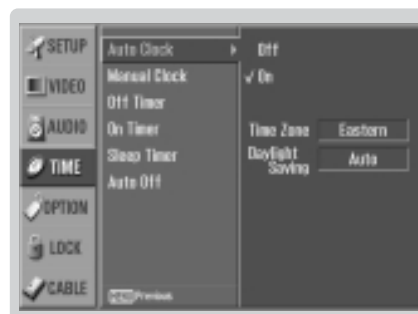 SETUP
VIDEO
AUDIO
TIME
OPTION
LOCK
CABLE
Auto Clock
Manual Clock
Off Timer
On Timer
Sleep Timer
Auto Off
MENU Previous
Off
√ On
Time Zone Eastern
Daylight
Saving Auto